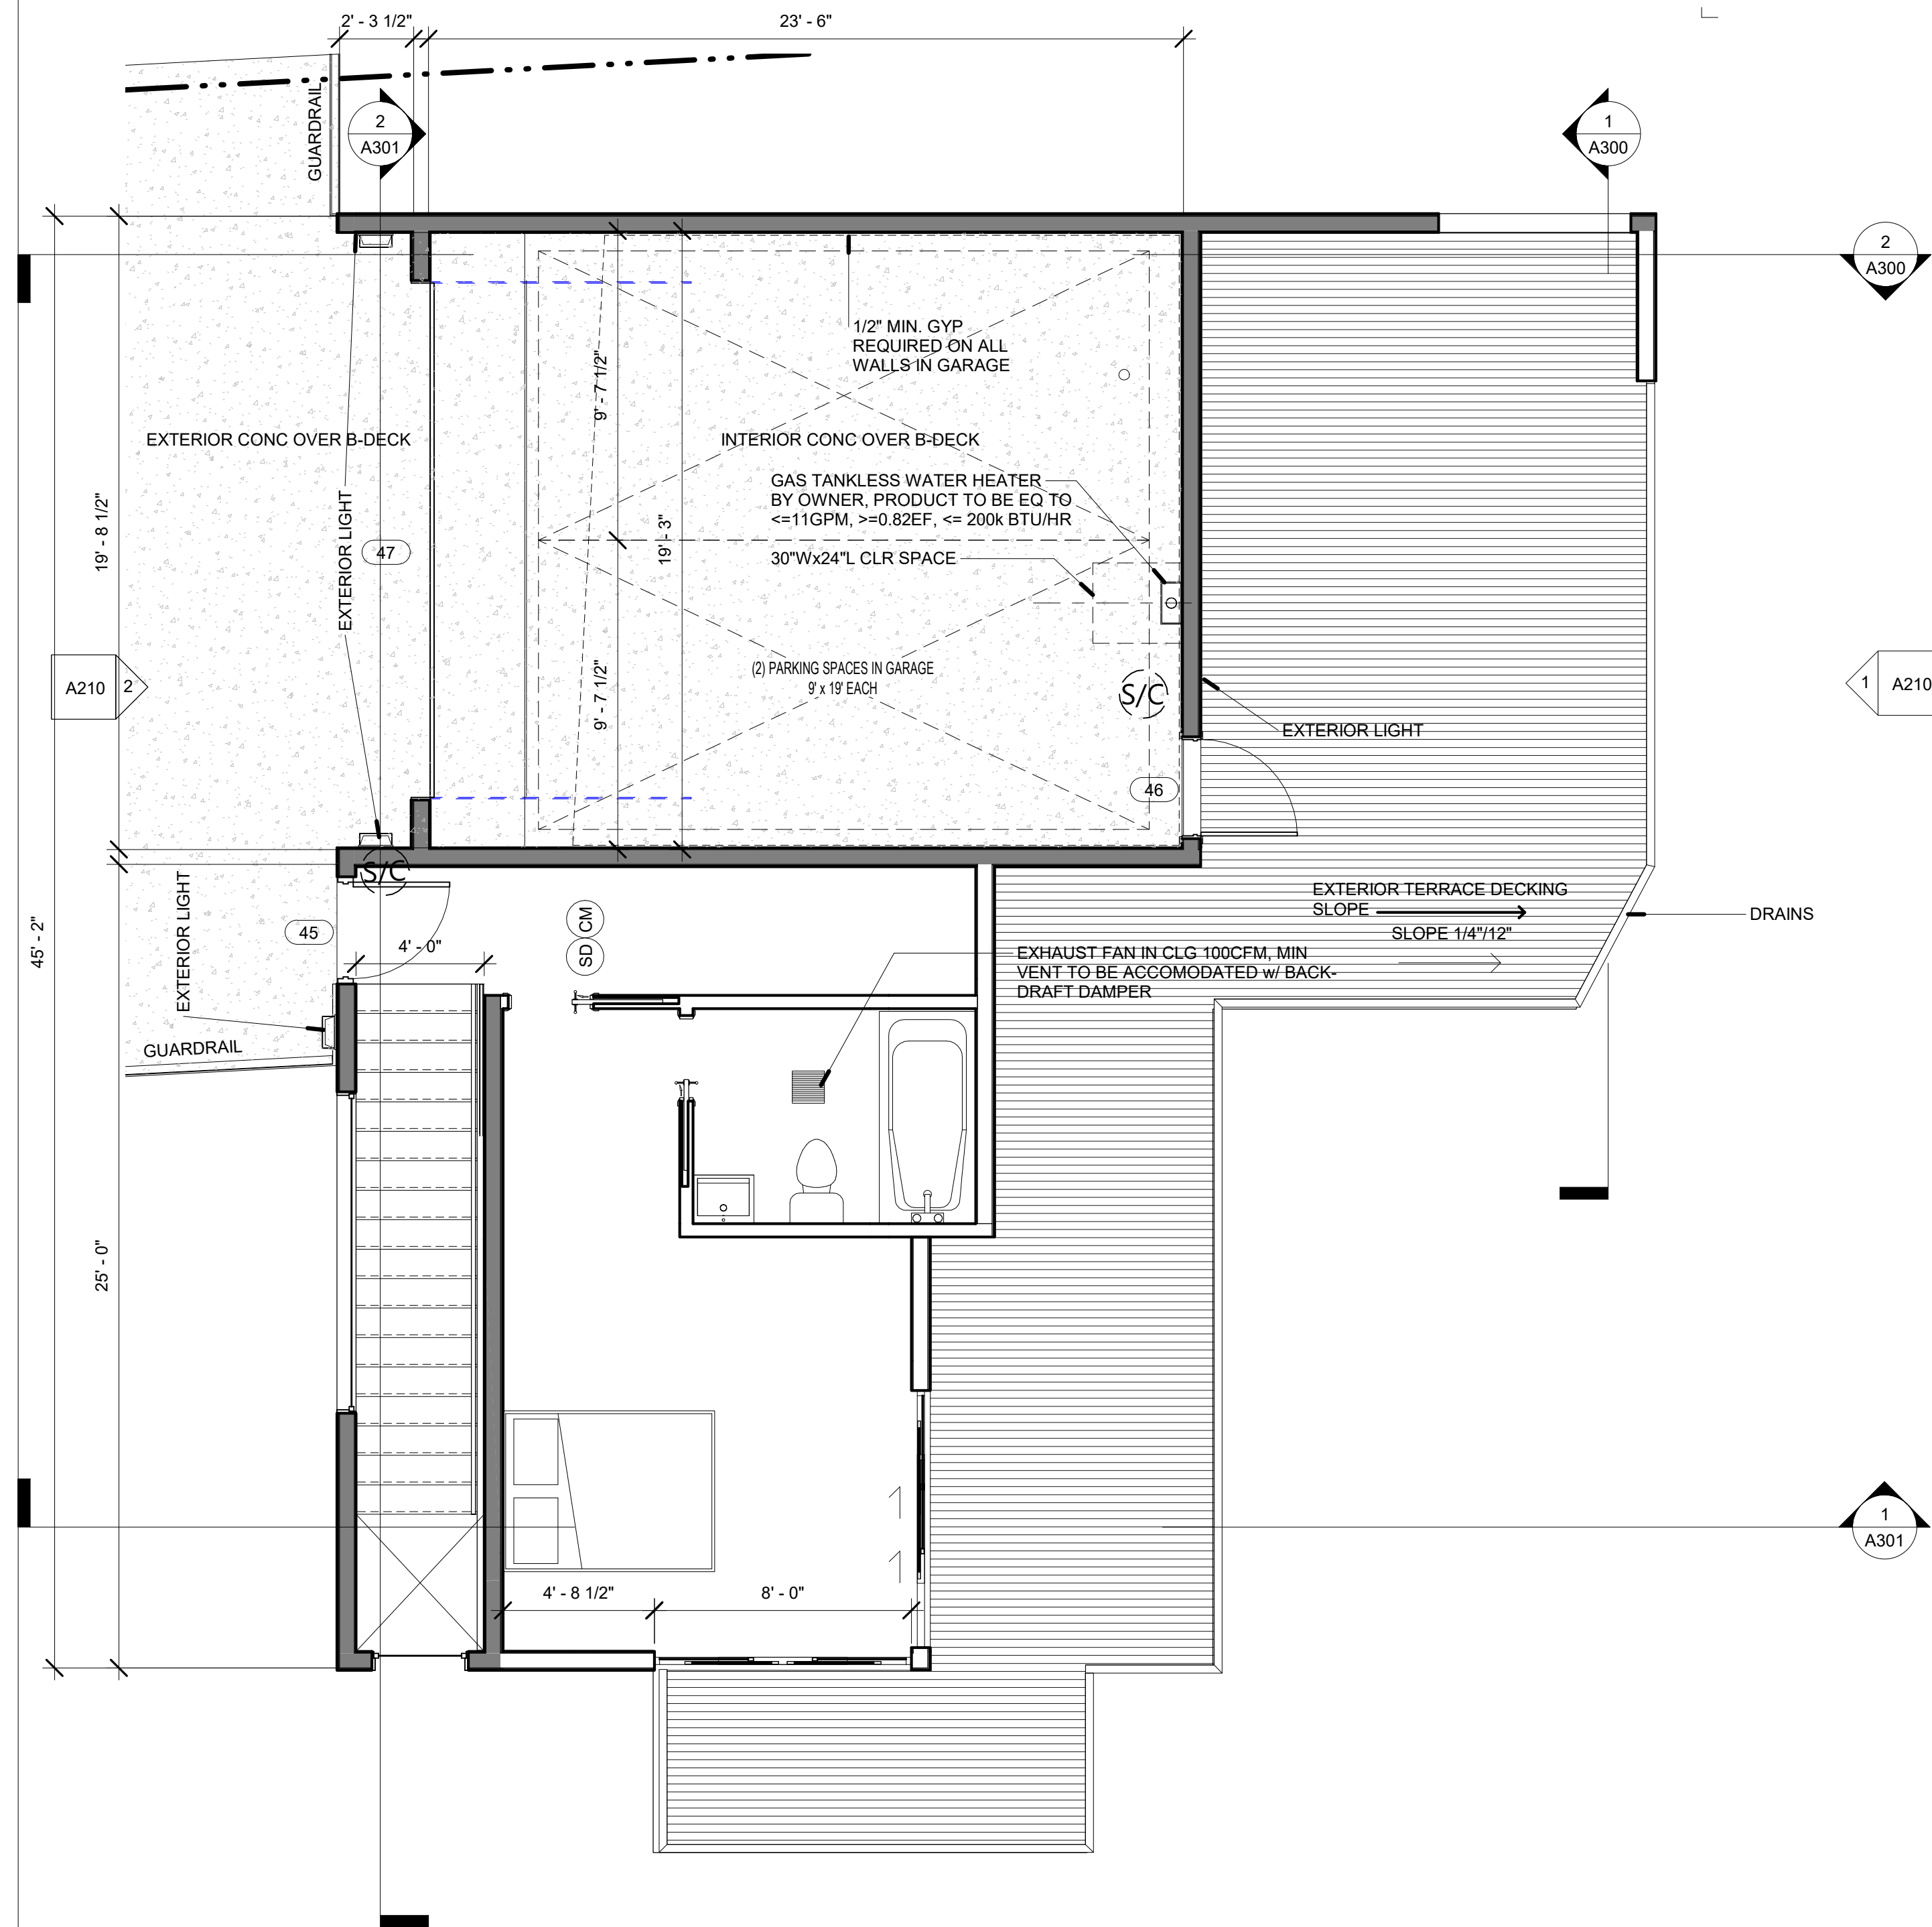 2' - 3 1/2"
23' - 6"
GUARDRAIL
2
A301
1
A300
2
A300
1/2" MIN. GYP
REQUIRED ON ALL
WALLS IN GARAGE
9' - 7 1/2"
EXTERIOR CONC OVER B-DECK
INTERIOR CONC OVER B-DECK
GAS TANKLESS WATER HEATER
BY OWNER, PRODUCT TO BE EQ TO
<=11GPM, >=0.82EF, <= 200k BTU/HR
19' - 8 1/2"
EXTERIOR LIGHT
47
19' - 3"
30"Wx24"L CLR SPACE
(2) PARKING SPACES IN GARAGE
9' x 19' EACH
9' - 7 1/2"
A210
2
S/C
1
A210
EXTERIOR LIGHT
46
S/C
EXTERIOR TERRACE DECKING
SLOPE
DRAINS
SLOPE 1/4"/12"
45' - 2"
EXTERIOR LIGHT
45
4' - 0"
CM
SD
EXHAUST FAN IN CLG 100CFM, MIN
VENT TO BE ACCOMODATED w/ BACK-
DRAFT DAMPER
GUARDRAIL
25' - 0"
1
A301
4' - 8 1/2"
8' - 0"